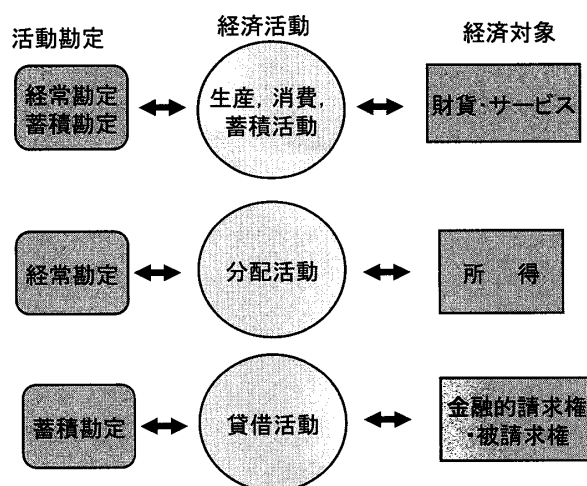 活動勘定
経済活動
経済対象
経常勘定
蓄積勘定
生産,消費,
蓄積活動
財貨·サービス
経常勘定
分配活動
所 得
蓄積勘定
貸借活動
金融的請求権
·被請求権